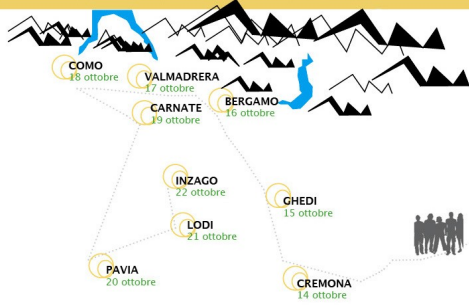 COMO
18 ottobre
VALMADRERA
17 ottobre
CARNATE
19 ottobre
BERGAMO
16 ottobre
INZAGO
22 ottobre
GHEDI
15 ottobre
LODI
21 ottobre
PAVIA
20 ottobre
CREMONA
14 ottobre